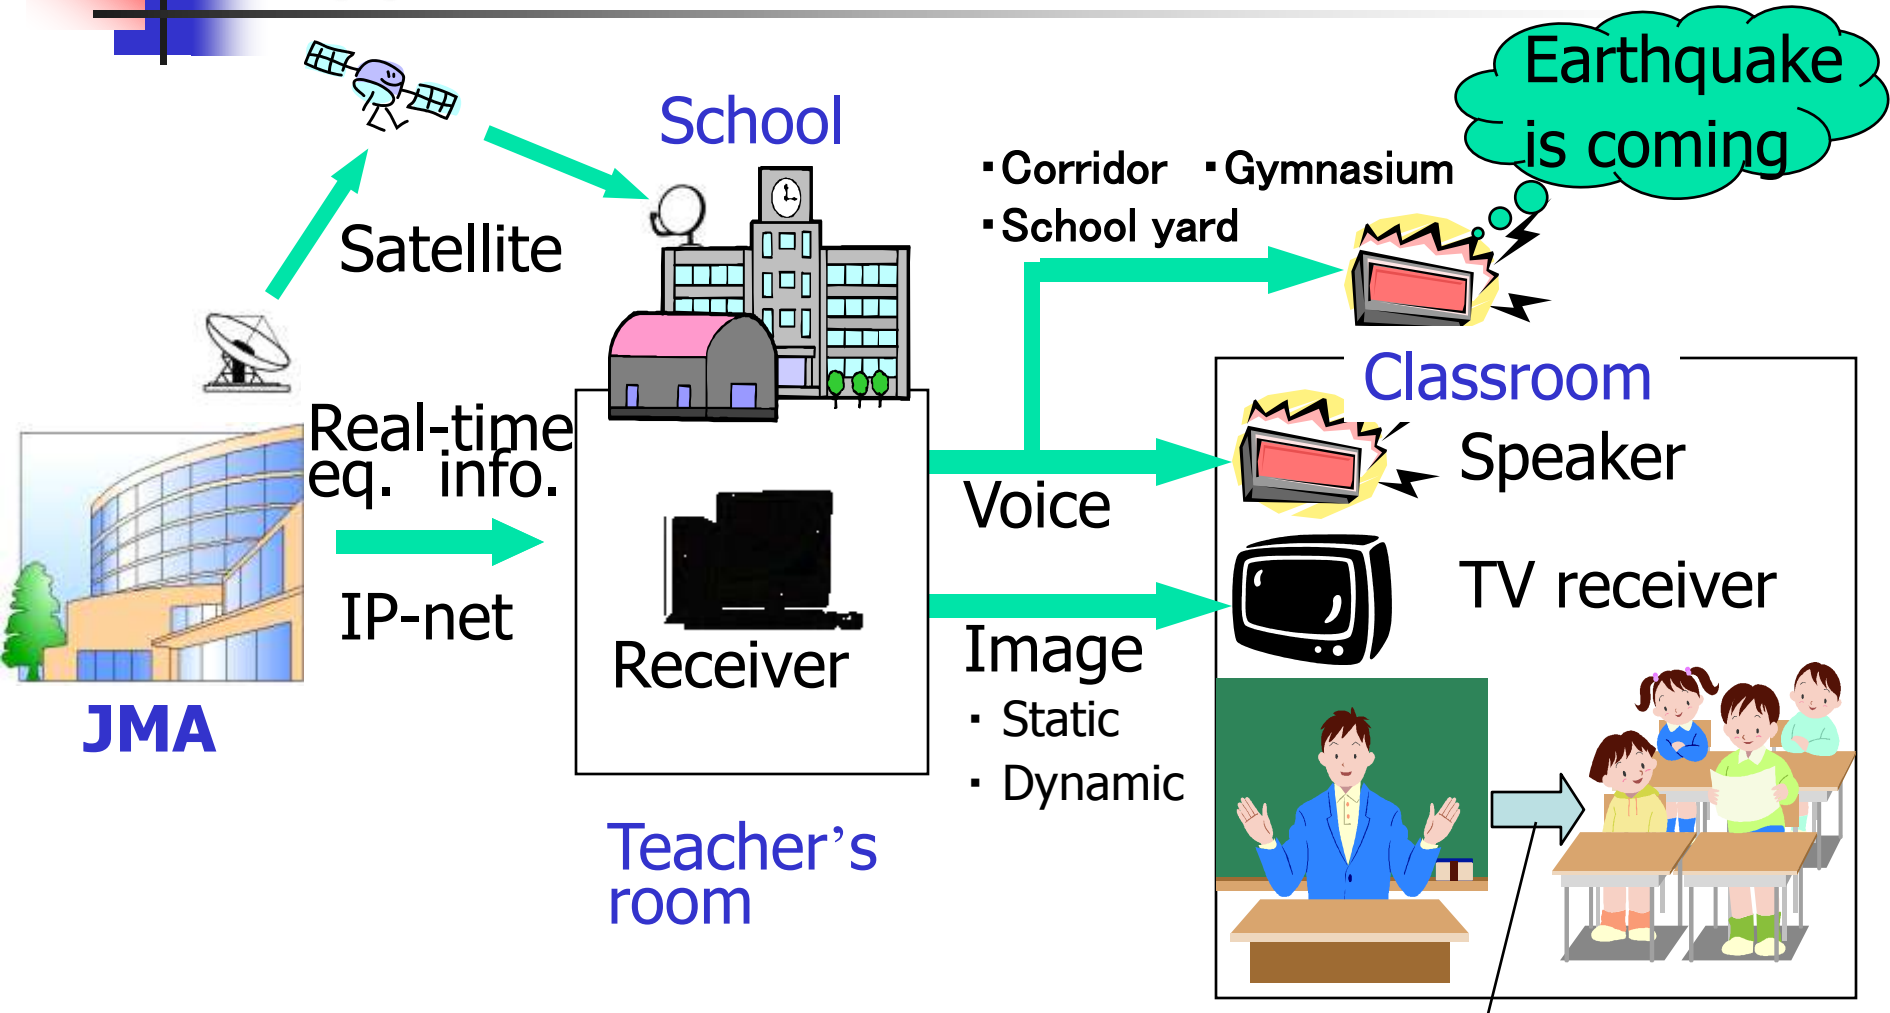 Earthquake
is coming
School
・Corridor ・Gymnasium
・School yard
Satellite
Classroom
Real-time
eq. info.
Speaker
Voice
TV receiver
IP-net
Image
Receiver
・Static
JMA
・Dynamic
Teacher’s
room